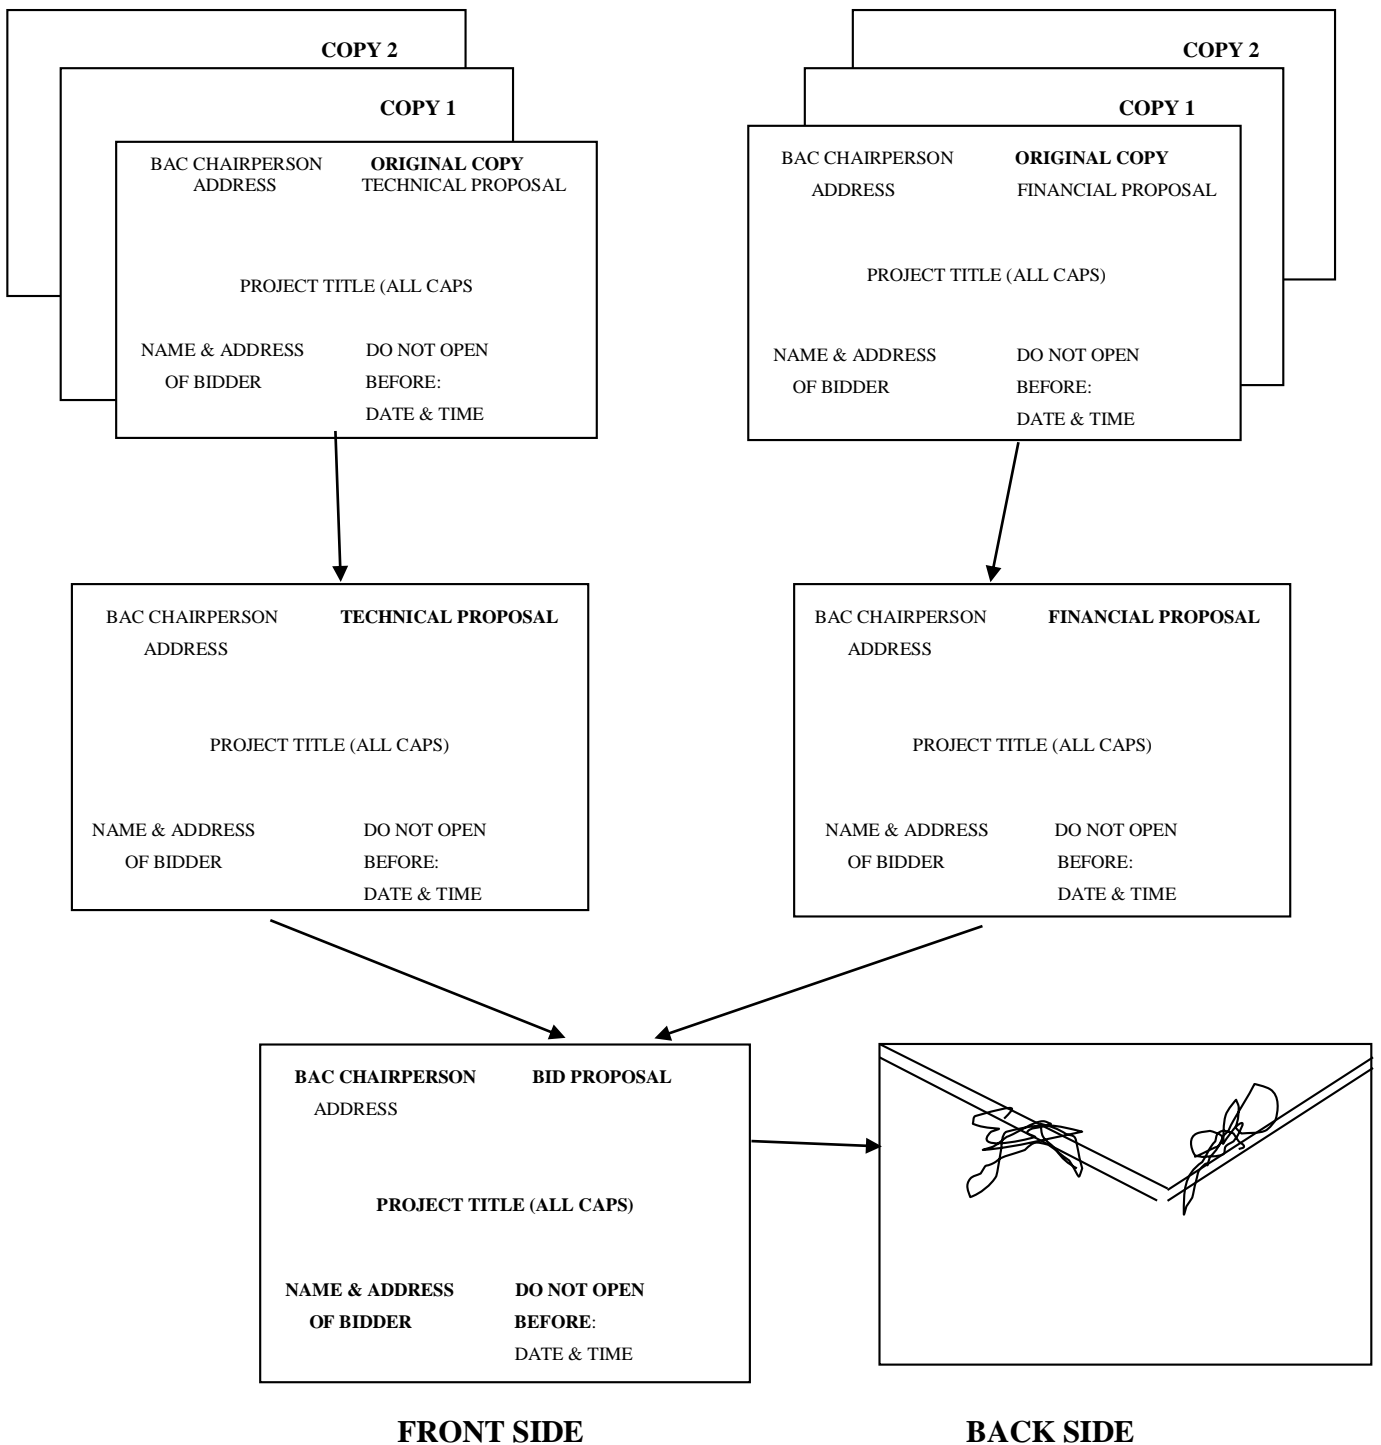 COPY 2
COPY 1
BAC CHAIRPERSON ORIGINAL COPY
ADDRESS TECHNICAL PROPOSAL
PROJECT TITLE (ALL CAPS
NAME & ADDRESS DO NOT OPEN
OF BIDDER BEFORE:
DATE & TIME
COPY 2
COPY 1
BAC CHAIRPERSON ORIGINAL COPY
ADDRESS FINANCIAL PROPOSAL
PROJECT TITLE (ALL CAPS)
NAME & ADDRESS DO NOT OPEN
OF BIDDER BEFORE:
DATE & TIME
BAC CHAIRPERSON TECHNICAL PROPOSAL
ADDRESS
PROJECT TITLE (ALL CAPS)
NAME & ADDRESS DO NOT OPEN
OF BIDDER BEFORE:
DATE & TIME
BAC CHAIRPERSON FINANCIAL PROPOSAL
ADDRESS
PROJECT TITLE (ALL CAPS)
NAME & ADDRESS DO NOT OPEN
OF BIDDER BEFORE:
DATE & TIME
BAC CHAIRPERSON BID PROPOSAL
ADDRESS
PROJECT TITLE (ALL CAPS)
NAME & ADDRESS DO NOT OPEN
OF BIDDER BEFORE:
DATE & TIME
FRONT SIDE
BACK SIDE